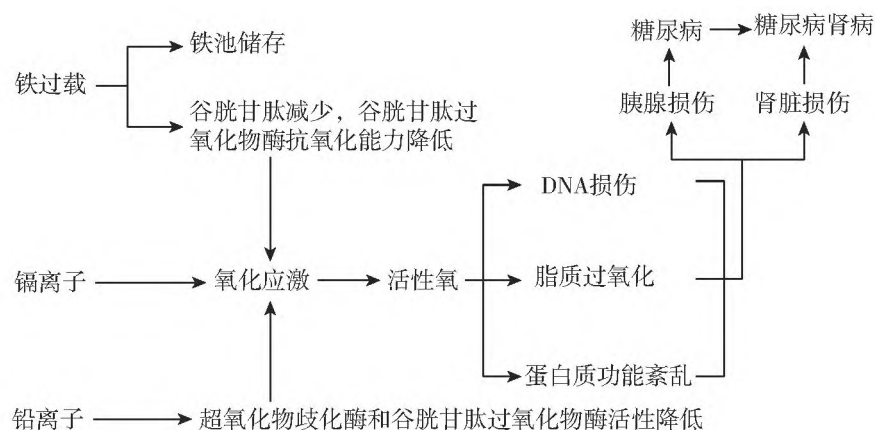 糖尿病
糖尿病肾病
铁池储存
铁过载
胰腺损伤
肾脏损伤
谷胱甘肽减少，谷胱甘肽过
氧化物酶抗氧化能力降低
DNA损伤
镉离子
氧化应激
活性氧
脂质过氧化
蛋白质功能紊乱
铅离子
超氧化物歧化酶和谷胱甘肽过氧化物酶活性降低